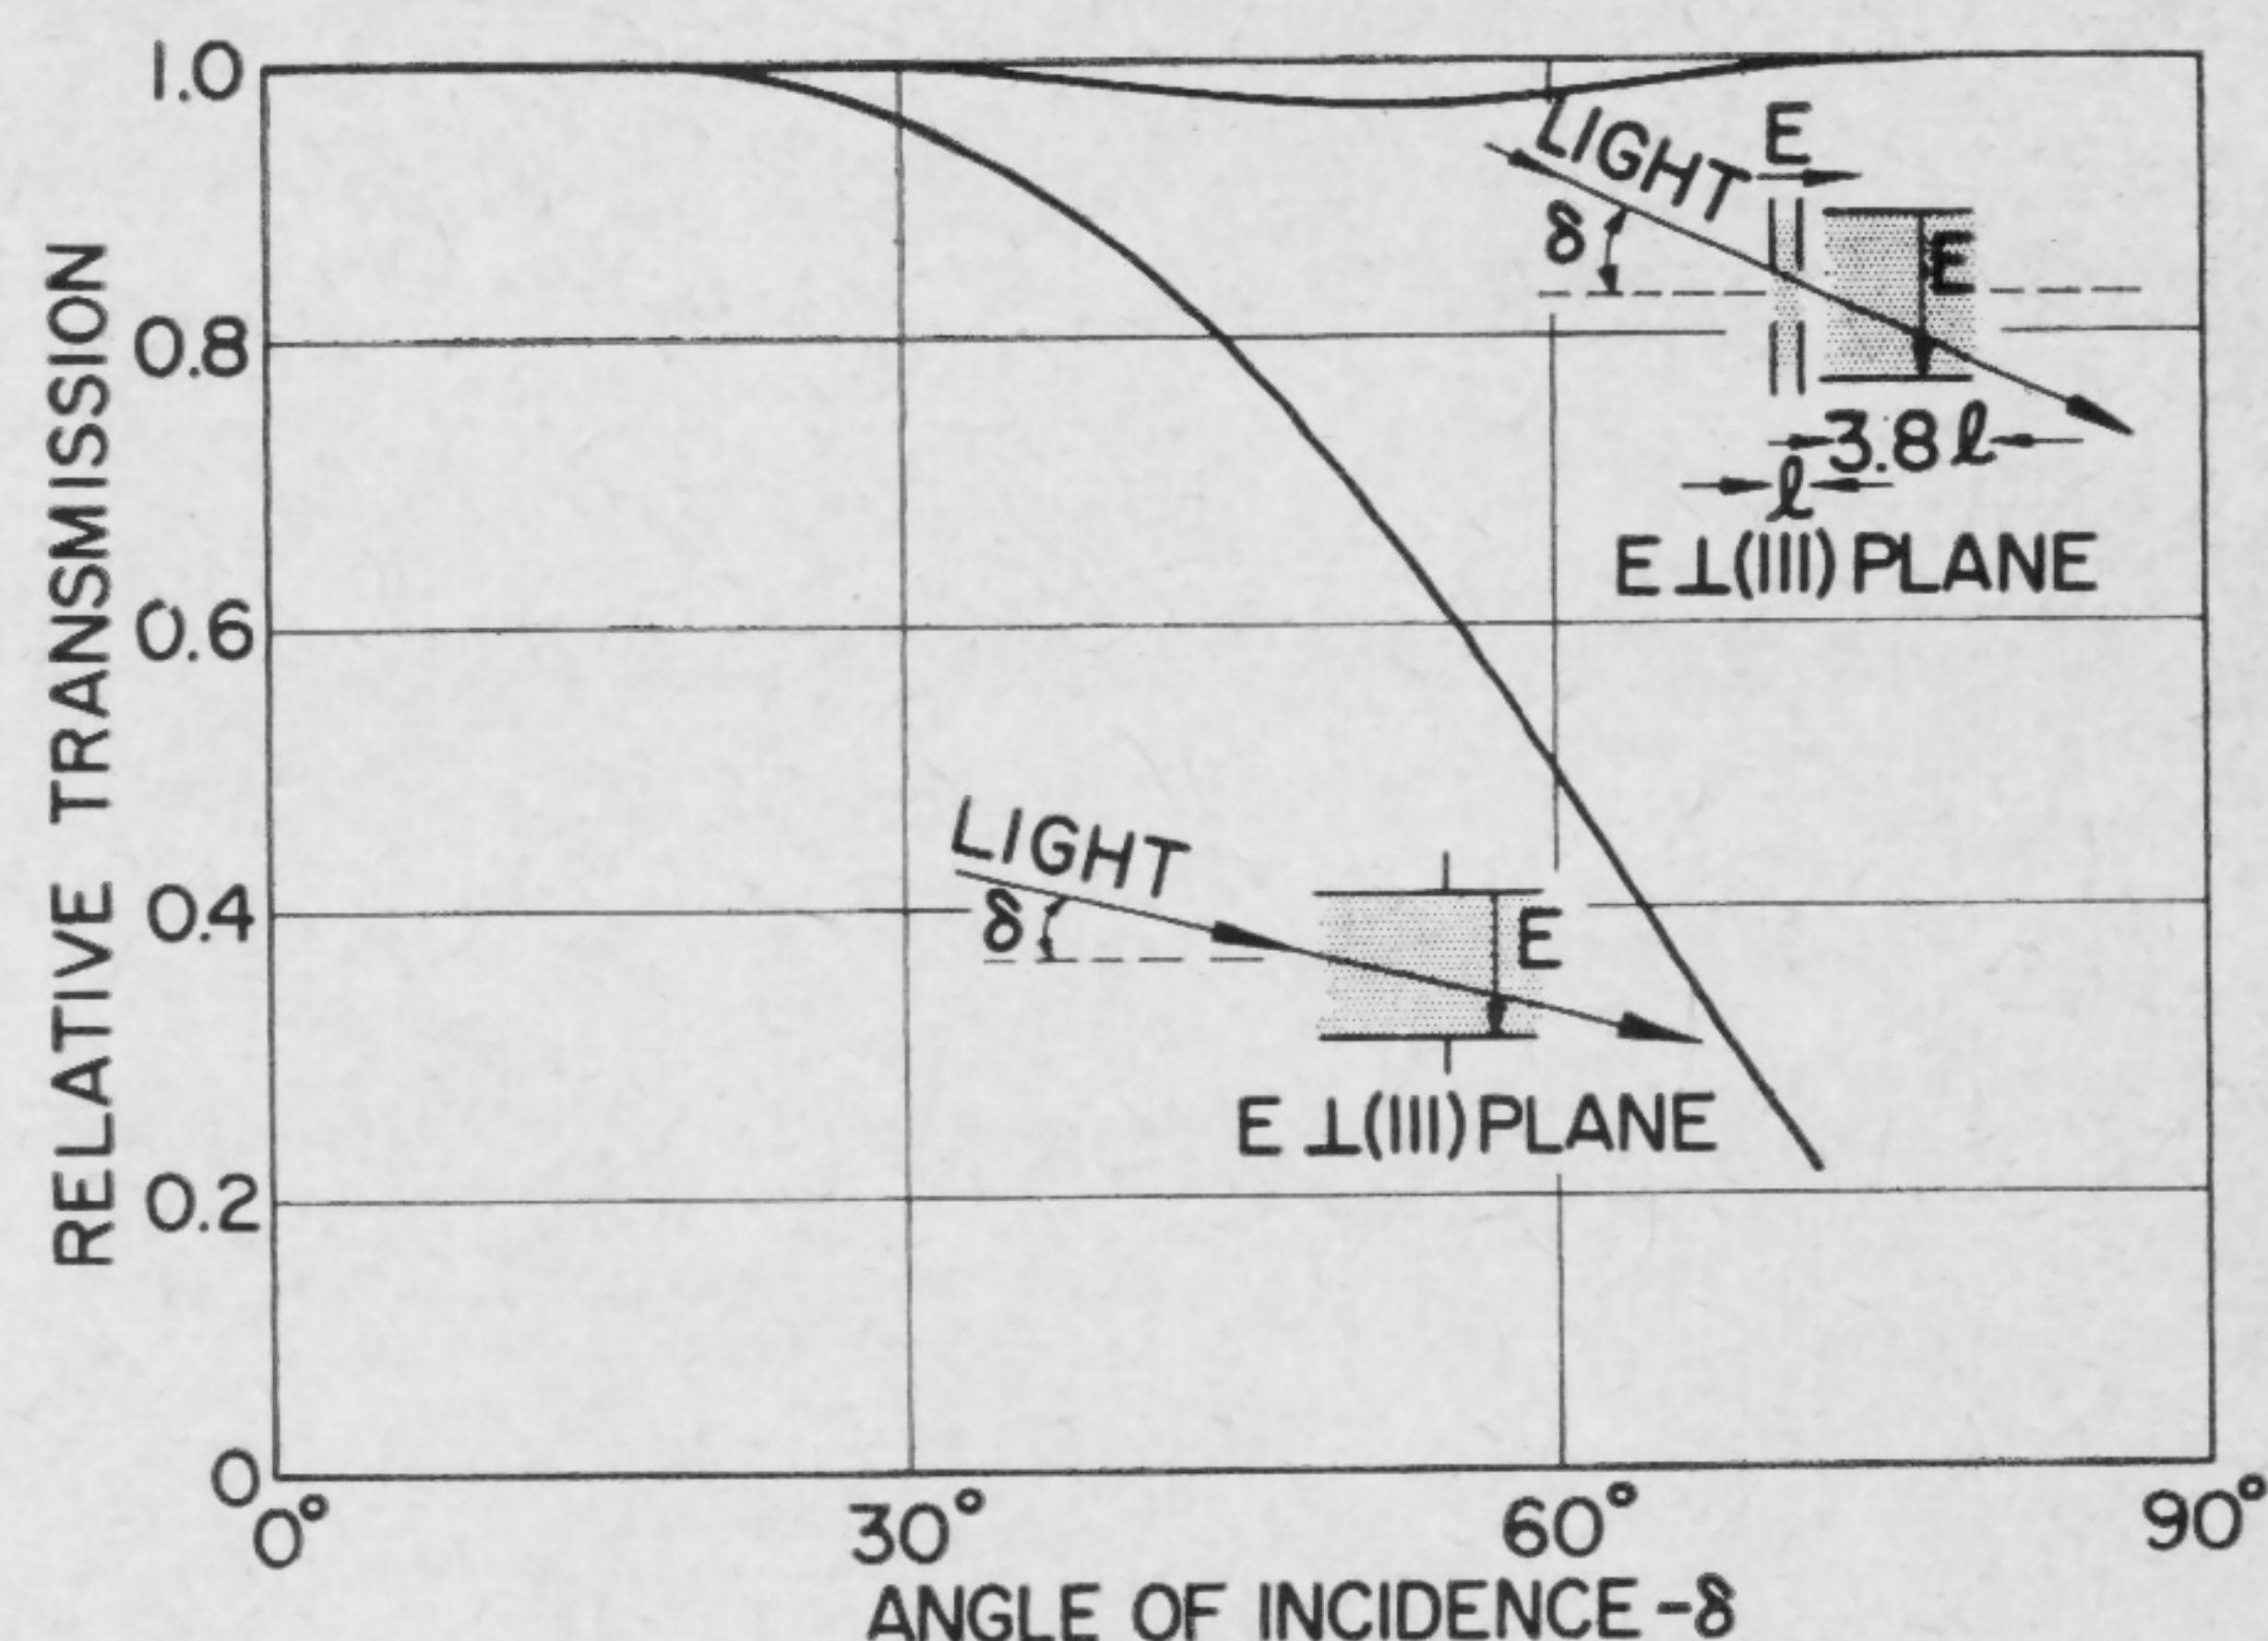 RELATIVE TRANSMISSION
1.0
0.8
0.6
0.4
0.2
0
0°
30°
60°
90°
ANGLE OF INCIDENCE -δ
LIGHT
E
δ
E
3.8 ℓ
ℓ
E⊥(III) PLANE
LIGHT
δ
E
E ⊥(III) PLANE